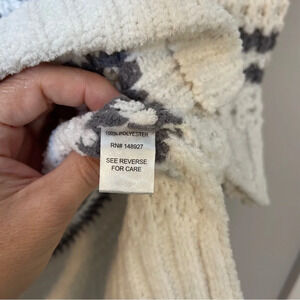 100% POLYESTER
RN# 148927
SEE REVERSE
FOR CARE